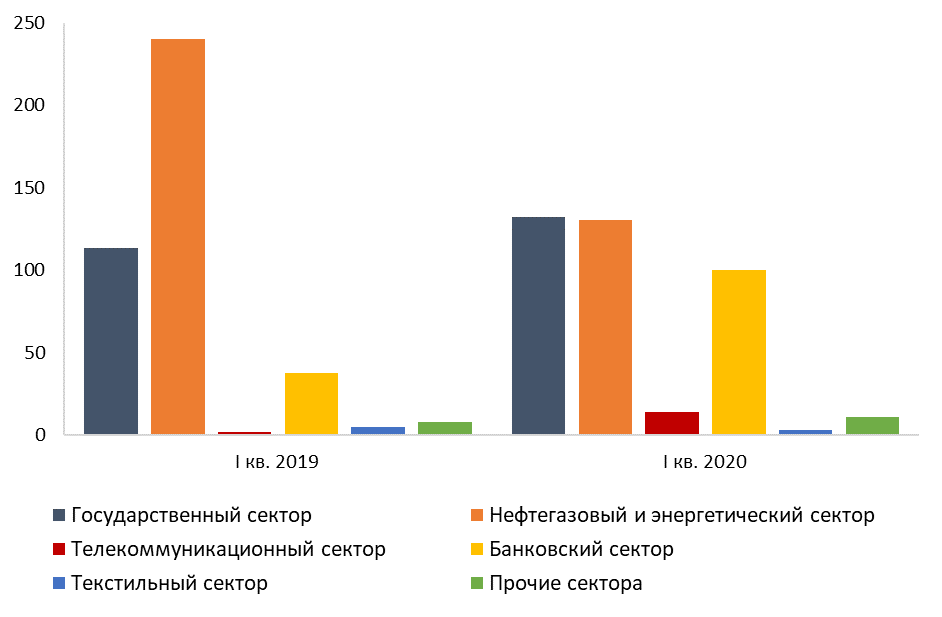 250
200
150
100
50
0
I кв. 2019
I кв. 2020
Государственный сектор
Нефтегазовый и энергетический сектор
Телекоммуникационный сектор
Банковский сектор
Текстильный сектор
Прочие сектора